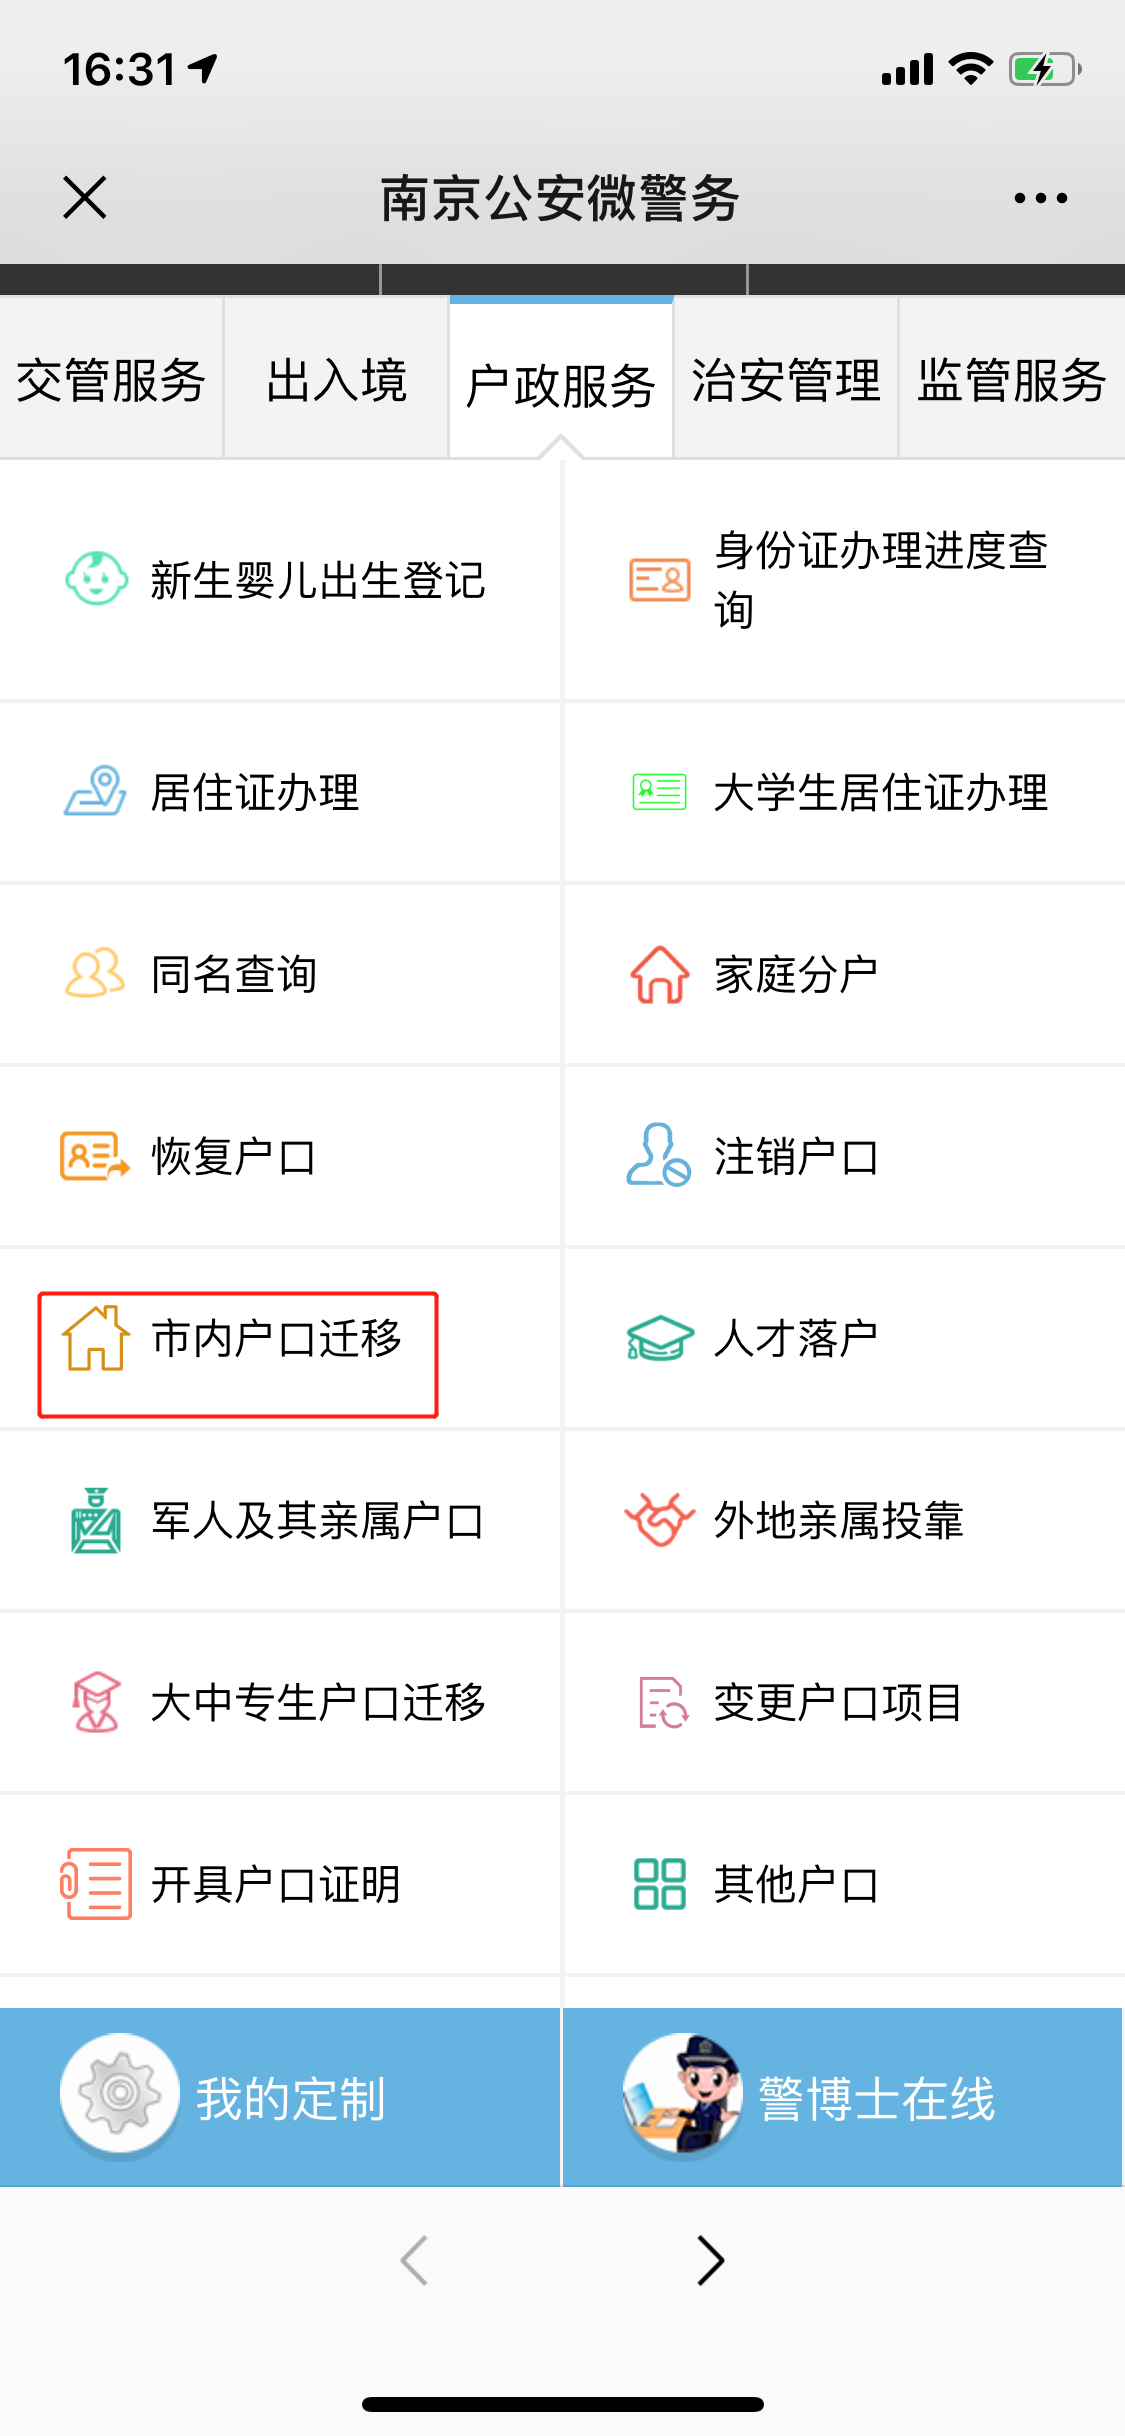 16:31
南京公安微警务
交管服务
出入境
户政服务
治安管理
监管服务
新生婴儿出生登记
身份证办理进度查
询
居住证办理
大学生居住证办理
同名查询
家庭分户
恢复户口
注销户口
市内户口迁移
人才落户
军人及其亲属户口
外地亲属投靠
大中专生户口迁移
变更户口项目
开具户口证明
其他户口
我的定制
警博士在线